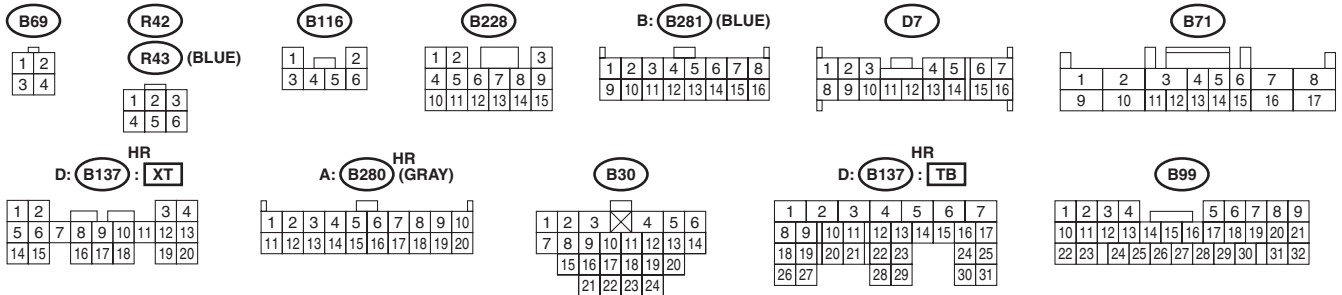 B69
R42
R43 (BLUE)
B116
B228
B: B281 (BLUE)
D7
B71
1 2
3 4
1 2 3
4 5 6
1 2
3 4 5 6
1 2 3
4 5 6 7 8 9
10 11 12 13 14 15
1 2 3 4 5 6 7 8
9 10 11 12 13 14 15 16
1 2 3 4 5 6 7
8 9 10 11 12 13 14 15 16
1 2 3 4 5 6 7 8
9 10 11 12 13 14 15 16 17
HR
D: B137 : XT
HR
A: B280 (GRAY)
B30
HR
D: B137 : TB
B99
1 2 3 4
5 6 7 8 9 10 11 12 13
14 15 16 17 18 19 20
1 2 3 4 5 6 7 8 9 10
11 12 13 14 15 16 17 18 19 20
1 2 3 4 5 6
7 8 9 10 11 12 13 14
15 16 17 18 19 20
21 22 23 24
1 2 3 4 5 6 7
8 9 10 11 12 13 14 15 16 17
18 19 20 21 22 23 24 25
26 27 28 29 30 31
1 2 3 4 5 6 7 8 9
10 11 12 13 14 15 16 17 18 19 20 21
22 23 24 25 26 27 28 29 30 31 32